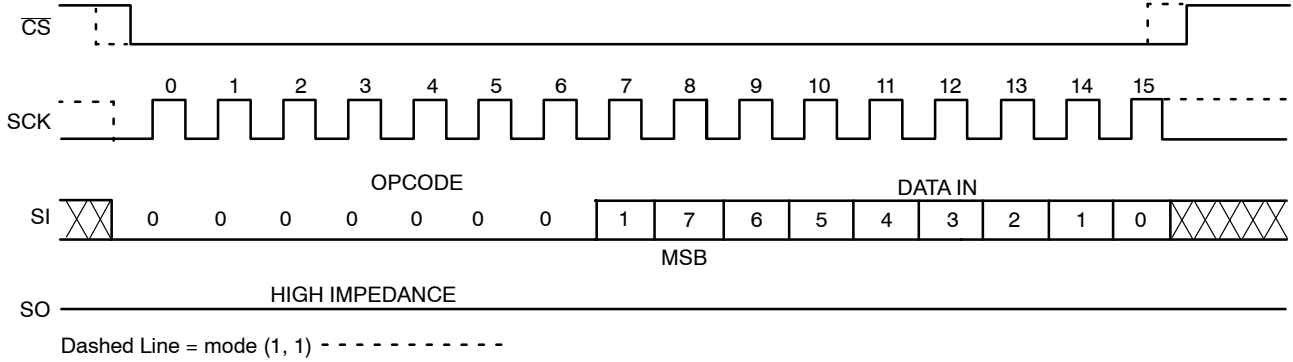 CS
0 1 2 3 4 5 6 7 8 9 10 11 12 13 14 15
SCK
OPCODE DATA IN
SI 0 0 0 0 0 0 0 1 7 6 5 4 3 2 1 0
MSB
HIGH IMPEDANCE
SO
Dashed Line = mode (1, 1)